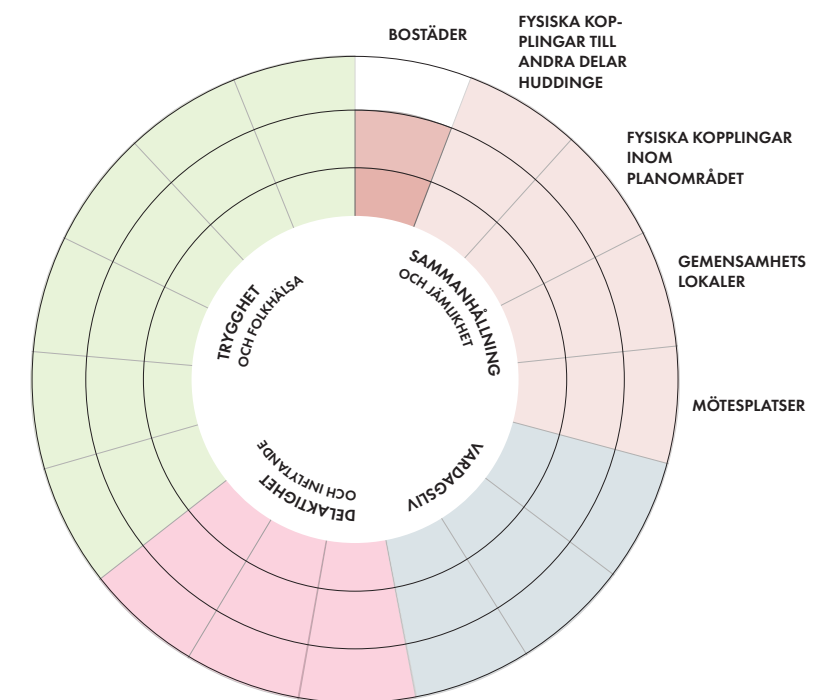 BOSTÄDER
FYSISKA KOP-
PLINGAR TILL
ANDRA DELAR
HUDDINGE
FYSISKA KOPPLINGAR
INOM
PLANOMRÅDET
GEMENSAMHETS
LOKALER
MÖTESPLATSER
SAMMANHÅLLNING
OCH JÄMLIKHET
VARDAGSLIV
DELAKTIGHET
OCH INFLYTANDE
TRYGGHET
OCH FOLKHÄLSA